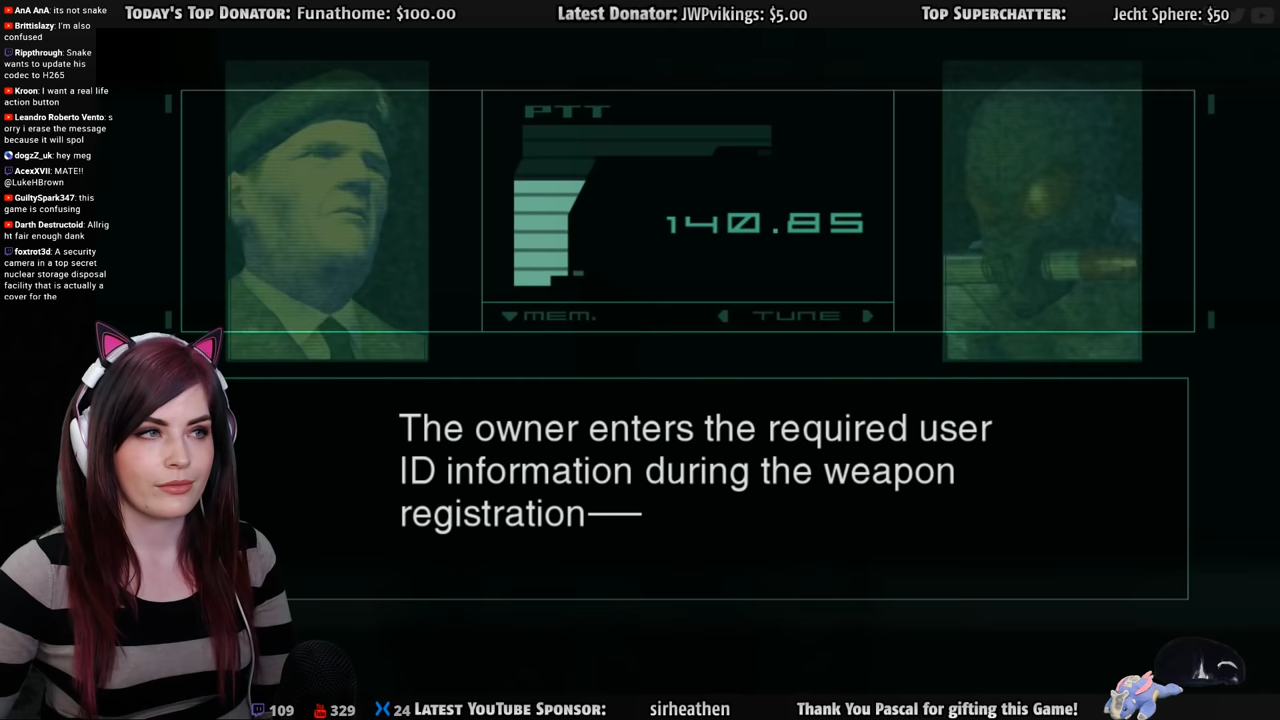 Today's Top Donator: Funathome: $100.00
Latest Donator: JWPvikings: $5.00
Top Superchatter:
Jecht Sphere: $50
AnA AnA: its not snake
Brittislazy: I'm also
confused
Rippthrough: Snake
wants to update his
codec to H265
Kroon: I want a real life
action button
Leandro Roberto Vento: s
orry i erase the message
because it will spol
dogzZ_uk: hey meg
AcexXVII: MATE!!
@LukeHBrown
GuiltySpark347: this
game is confusing
Darth Destructoid: Allrig
ht fair enough dank
foxtrot3d: A security
camera in a top secret
nuclear storage disposal
facility that is actually a
cover for the
PTT
140.85
MEM.
TUNE
The owner enters the required user
ID information during the weapon
registration——
109
329
24
Latest YouTube Sponsor:
sirheathen
Thank You Pascal for gifting this Game!